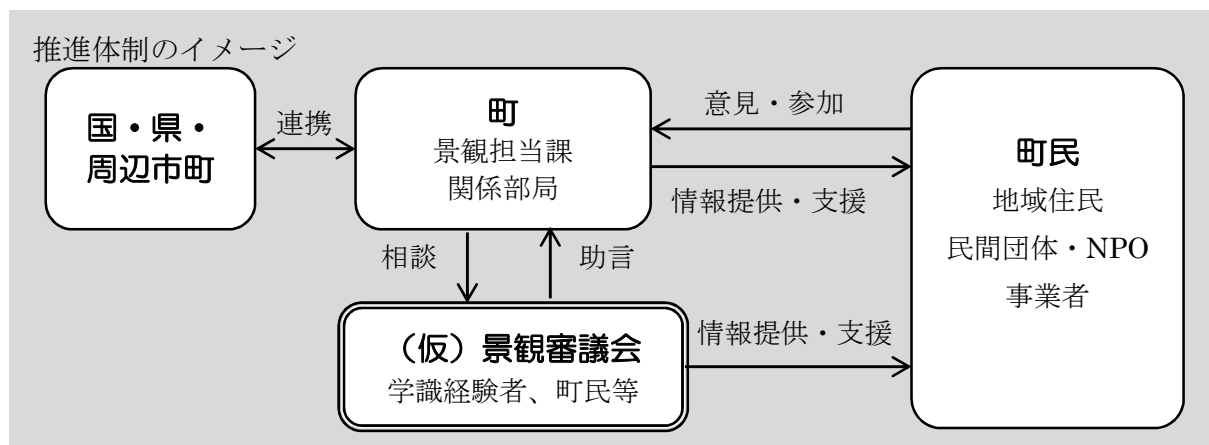 推進体制のイメージ
国・県・
周辺市町
連携
町
景観担当課
関係部局
意見・参加
情報提供・支援
町民
地域住民
民間団体・NPO
事業者
相談
助言
（仮）景観審議会
学識経験者、町民等
情報提供・支援